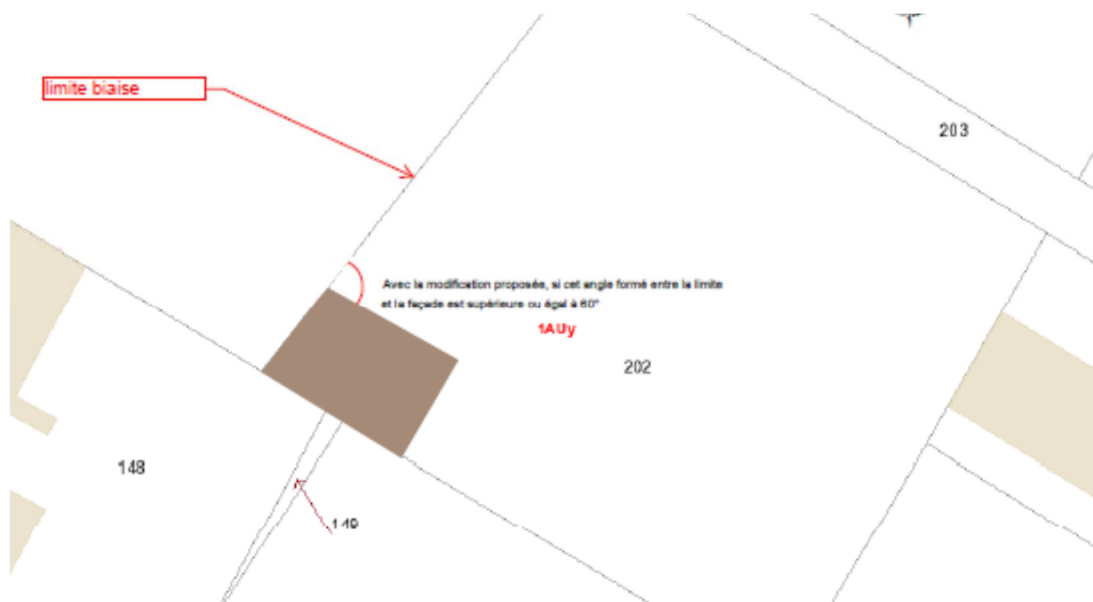 limite biaise
203
Avec la modification proposée, si cet angle formé entre la limite
et la façade est supérieure ou égal à 60°
1AUy
202
148
149